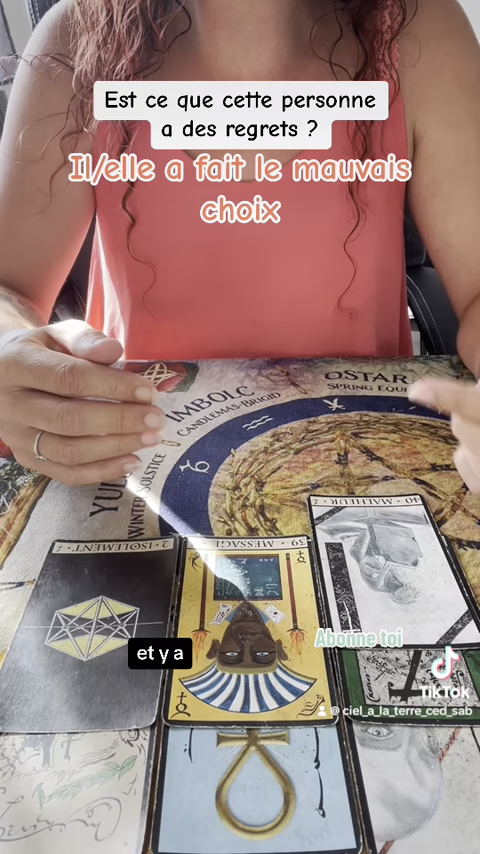 Est ce que cette personne
a des regrets ?
Il/elle a fait le mauvais
choix
IMBOLC
CANDLEMAS-BRIGID
OSTAR
SPRING EQUI
YUL
WINTER SOLSTICE
40 - MALHEUR -
2 - ISOLEMENT -
39 - MESSAGE -
et y a
Abonne toi
TikTok
@ciel_a_la_terre_ced_sab